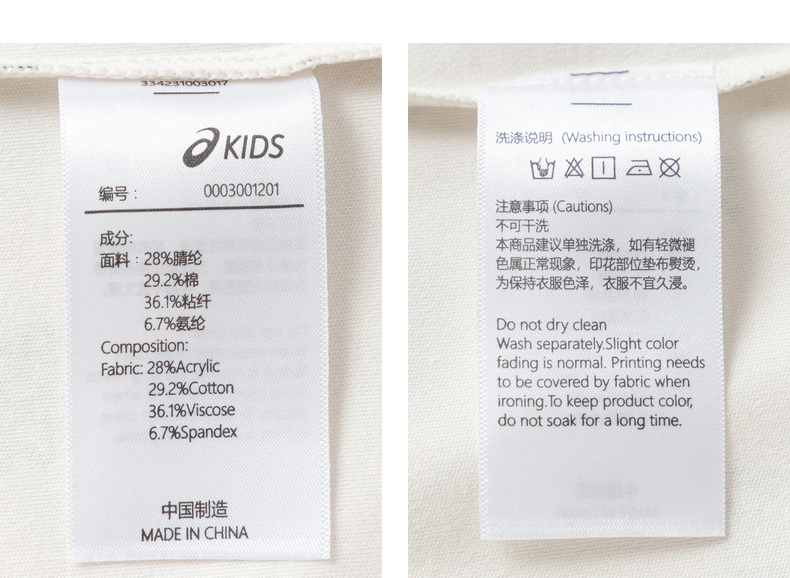 334231003017
KIDS
编号： 0003001201
成分:
面料：28%腈纶
29.2%棉
36.1%粘纤
6.7%氨纶
Composition:
Fabric: 28%Acrylic
29.2%Cotton
36.1%Viscose
6.7%Spandex
中国制造
MADE IN CHINA
洗涤说明 (Washing instructions)
注意事项 (Cautions)
不可干洗
本商品建议单独洗涤，如有轻微褪
色属正常现象，印花部位垫布熨烫，
为保持衣服色泽，衣服不宜久浸。
Do not dry clean
Wash separately.Slight color
fading is normal. Printing needs
to be covered by fabric when
ironing.To keep product color,
do not soak for a long time.